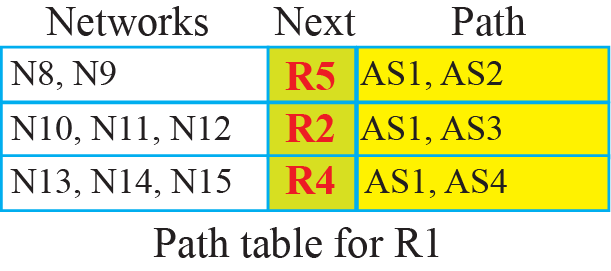 Networks Next Path
N8, N9 R5 AS1, AS2
N10, N11, N12 R2 AS1, AS3
N13, N14, N15 R4 AS1, AS4
Path table for R1